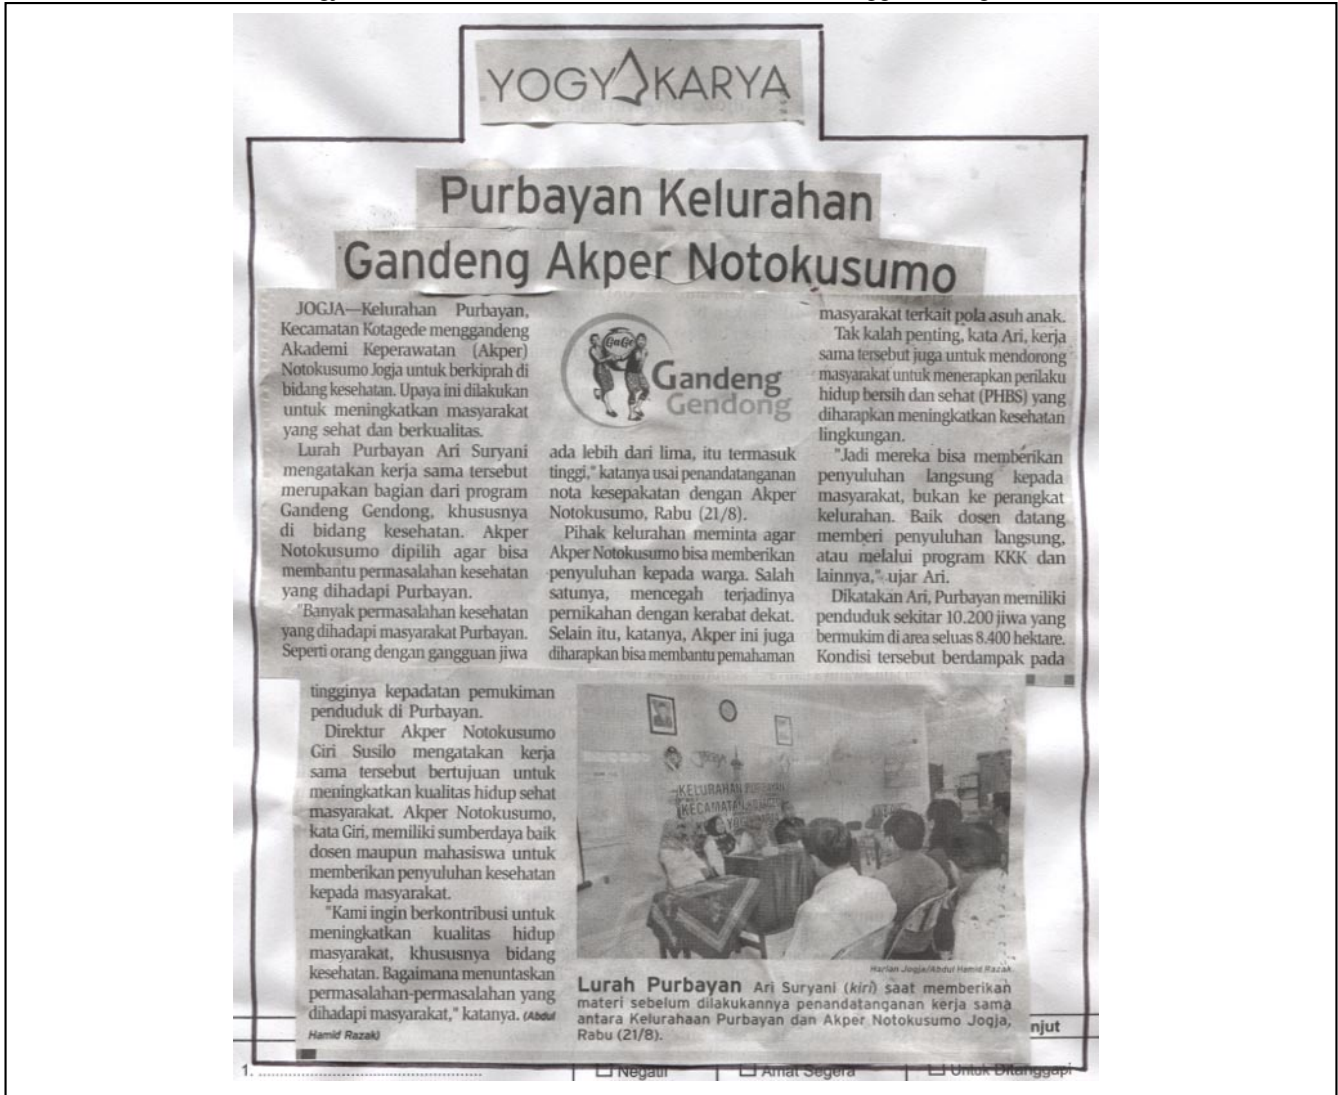 YOGYAKARYA
Purbayan Kelurahan
Gandeng Akper Notokusumo
JOGJA—Kelurahan Purbayan,
Kecamatan Kotagede menggandeng
Akademi Keperawatan (Akper)
Notokusumo Jogja untuk berkiprah di
bidang kesehatan. Upaya ini dilakukan
untuk meningkatkan masyarakat
yang sehat dan berkualitas.
Lurah Purbayan Ari Suryani
mengatakan kerja sama tersebut
merupakan bagian dari program
Gandeng Gendong, khususnya
di bidang kesehatan. Akper
Notokusumo dipilih agar bisa
membantu permasalahan kesehatan
yang dihadapi Purbayan.
"Banyak permasalahan kesehatan
yang dihadapi masyarakat Purbayan.
Seperti orang dengan gangguan jiwa
GaGe
Gandeng
Gendong
ada lebih dari lima, itu termasuk
tinggi," katanya usai penandatanganan
nota kesepakatan dengan Akper
Notokusumo, Rabu (21/8).
Pihak kelurahan meminta agar
Akper Notokusumo bisa memberikan
penyuluhan kepada warga. Salah
satunya, mencegah terjadinya
pernikahan dengan kerabat dekat.
Selain itu, katanya, Akper ini juga
diharapkan bisa membantu pemahaman
masyarakat terkait pola asuh anak.
Tak kalah penting, kata Ari, kerja
sama tersebut juga untuk mendorong
masyarakat untuk menerapkan perilaku
hidup bersih dan sehat (PHBS) yang
diharapkan meningkatkan kesehatan
lingkungan.
"Jadi mereka bisa memberikan
penyuluhan langsung kepada
masyarakat, bukan ke perangkat
kelurahan. Baik dosen datang
memberi penyuluhan langsung,
atau melalui program KKK dan
lainnya," ujar Ari.
Dikatakan Ari, Purbayan memiliki
penduduk sekitar 10.200 jiwa yang
bermukim di area seluas 8.400 hektare.
Kondisi tersebut berdampak pada
tingginya kepadatan pemukiman
penduduk di Purbayan.
Direktur Akper Notokusumo
Giri Susilo mengatakan kerja
sama tersebut bertujuan untuk
meningkatkan kualitas hidup sehat
masyarakat. Akper Notokusumo,
kata Giri, memiliki sumberdaya baik
dosen maupun mahasiswa untuk
memberikan penyuluhan kesehatan
kepada masyarakat.
"Kami ingin berkontribusi untuk
meningkatkan kualitas hidup
masyarakat, khususnya bidang
kesehatan. Bagaimana menuntaskan
permasalahan-permasalahan yang
dihadapi masyarakat," katanya. (Abdul
Hamid Razak)
KELURAHAN PURBAYAN
KECAMATAN
Harian Jogja/Abdul Hamid Razak
Lurah Purbayan Ari Suryani (kiri) saat memberikan
materi sebelum dilakukannya penandatanganan kerja sama
antara Kelurahaan Purbayan dan Akper Notokusumo Jogja,
Rabu (21/8).
njut
1. Negatif Amat Segera Untuk Ditanggapi